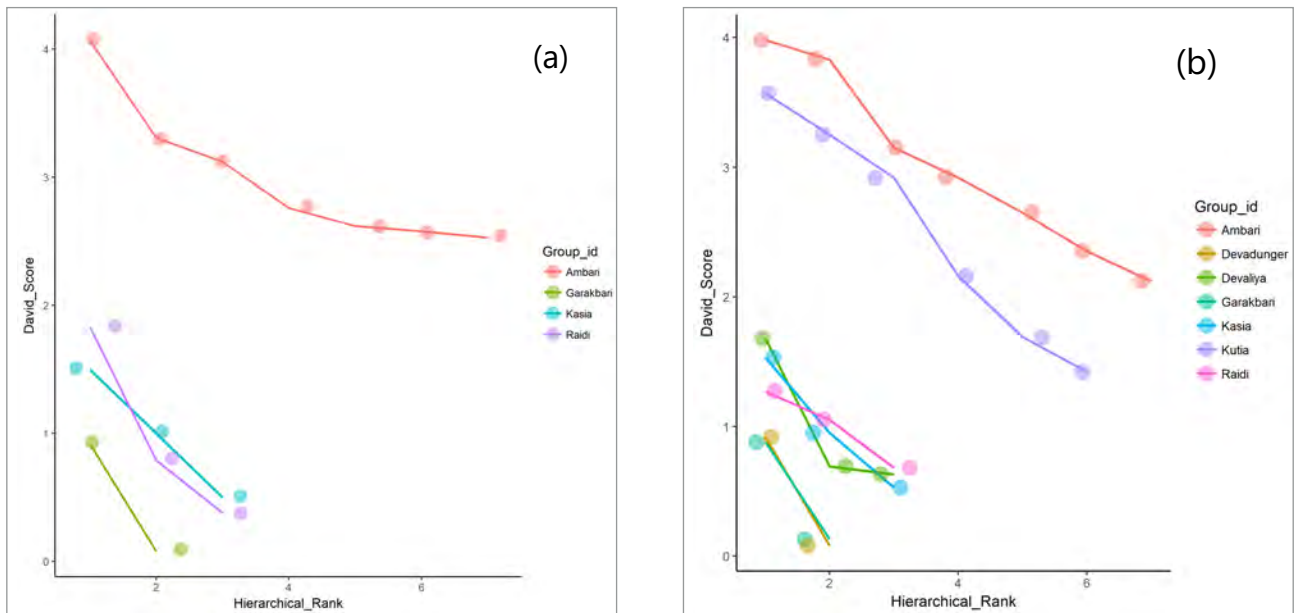 (a)
4
3
2
1
0
David_Score
2
4
6
Hierarchical_Rank
Group_id
Ambari
Garakbari
Kasia
Raidi
(b)
4
3
2
1
0
David_Score
2
4
6
Hierarchical_Rank
Group_id
Ambari
Devadunger
Devaliya
Garakbari
Kasia
Kutia
Raidi